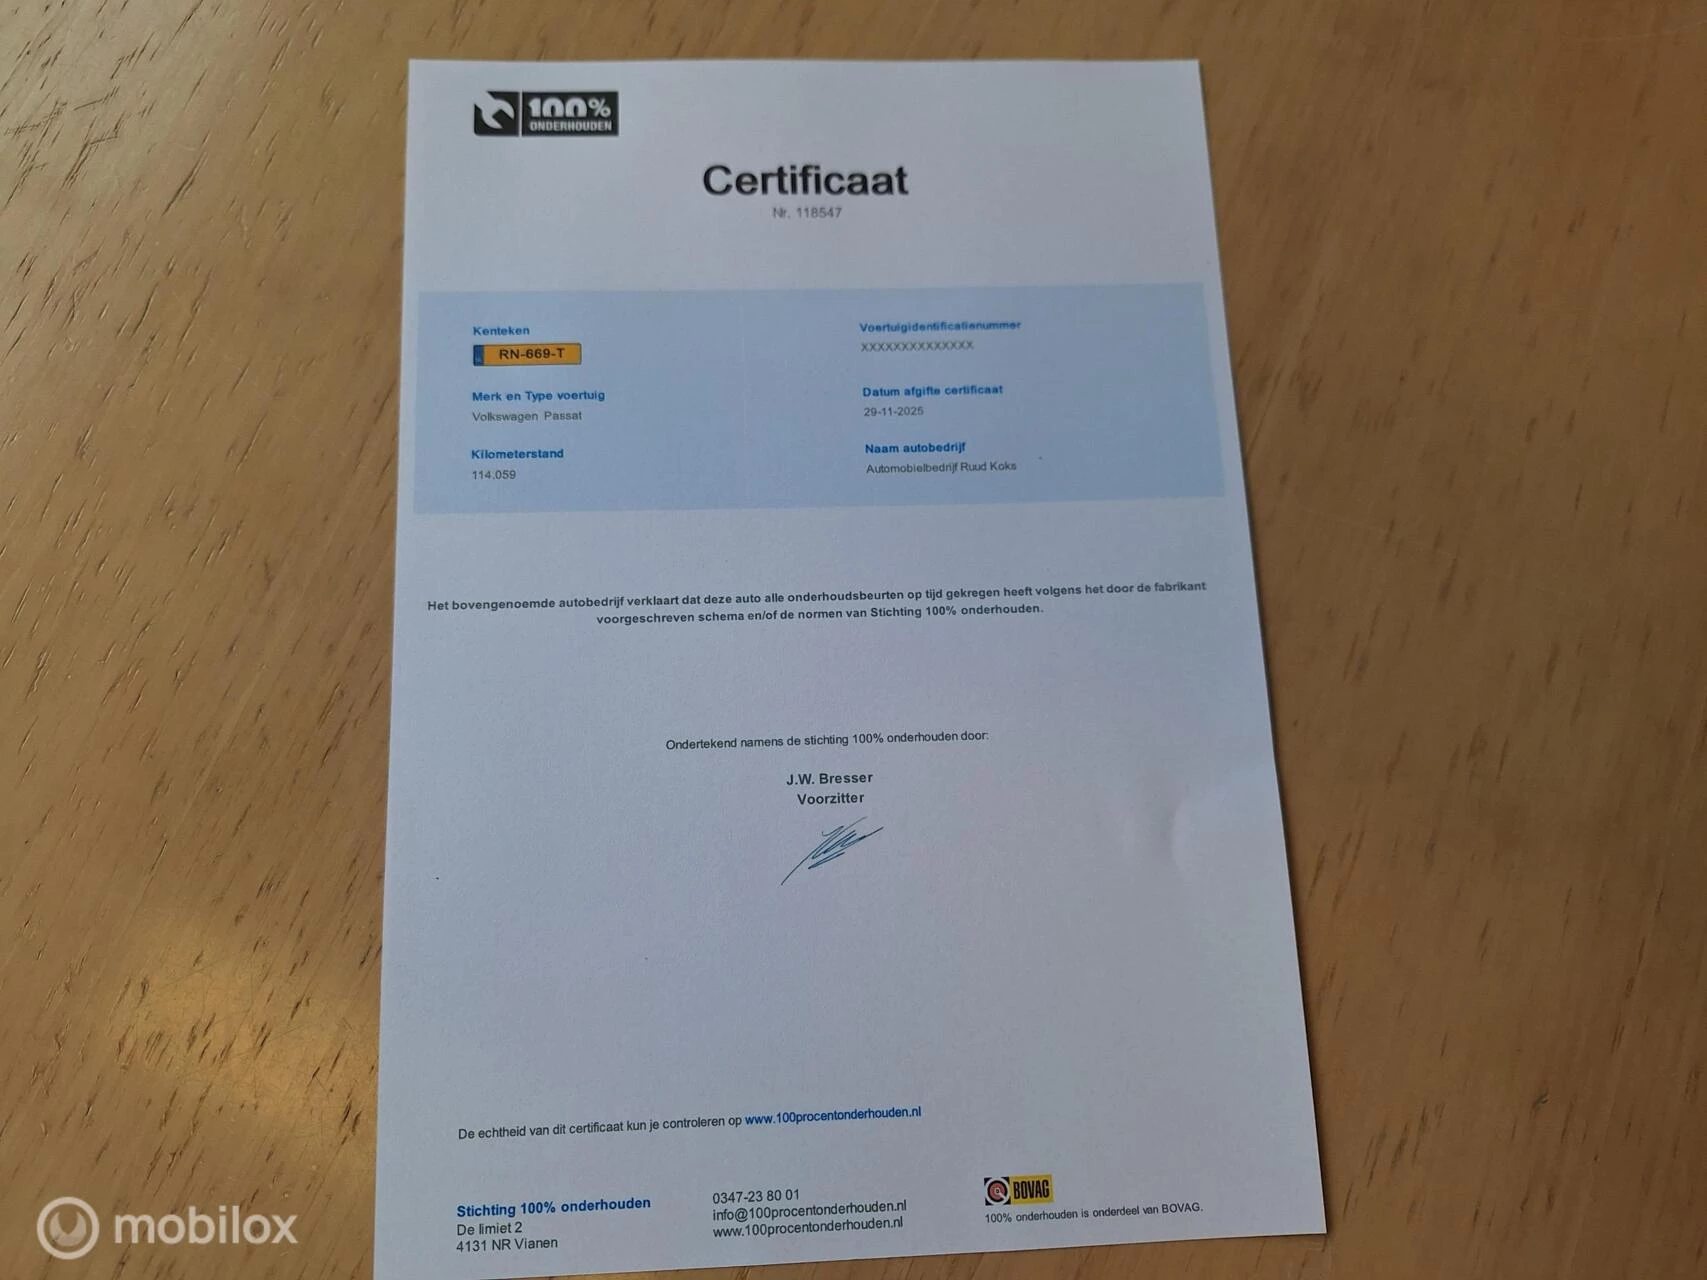 100%
ONDERHOUDEN
Certificaat
Nr. 118547
Kenteken
RN-669-T
Merk en Type voertuig
Volkswagen Passat
Kilometerstand
114.059
Voertuigidentificatienummer
XXXXXXXXXXXXXX
Datum afgifte certificaat
29-11-2025
Naam autobedrijf
Automobielbedrijf Ruud Koks
Het bovengenoemde autobedrijf verklaart dat deze auto alle onderhoudsbeurten op tijd gekregen heeft volgens het door de fabrikant
voorgeschreven schema en/of de normen van Stichting 100% onderhouden.
Ondertekend namens de stichting 100% onderhouden door:
J.W. Bresser
Voorzitter
De echtheid van dit certificaat kun je controleren op www.100procentonderhouden.nl
Stichting 100% onderhouden
De limiet 2
4131 NR Vianen
0347-23 80 01
info@100procentonderhouden.nl
www.100procentonderhouden.nl
BOVAG
100% onderhouden is onderdeel van BOVAG.
mobilox